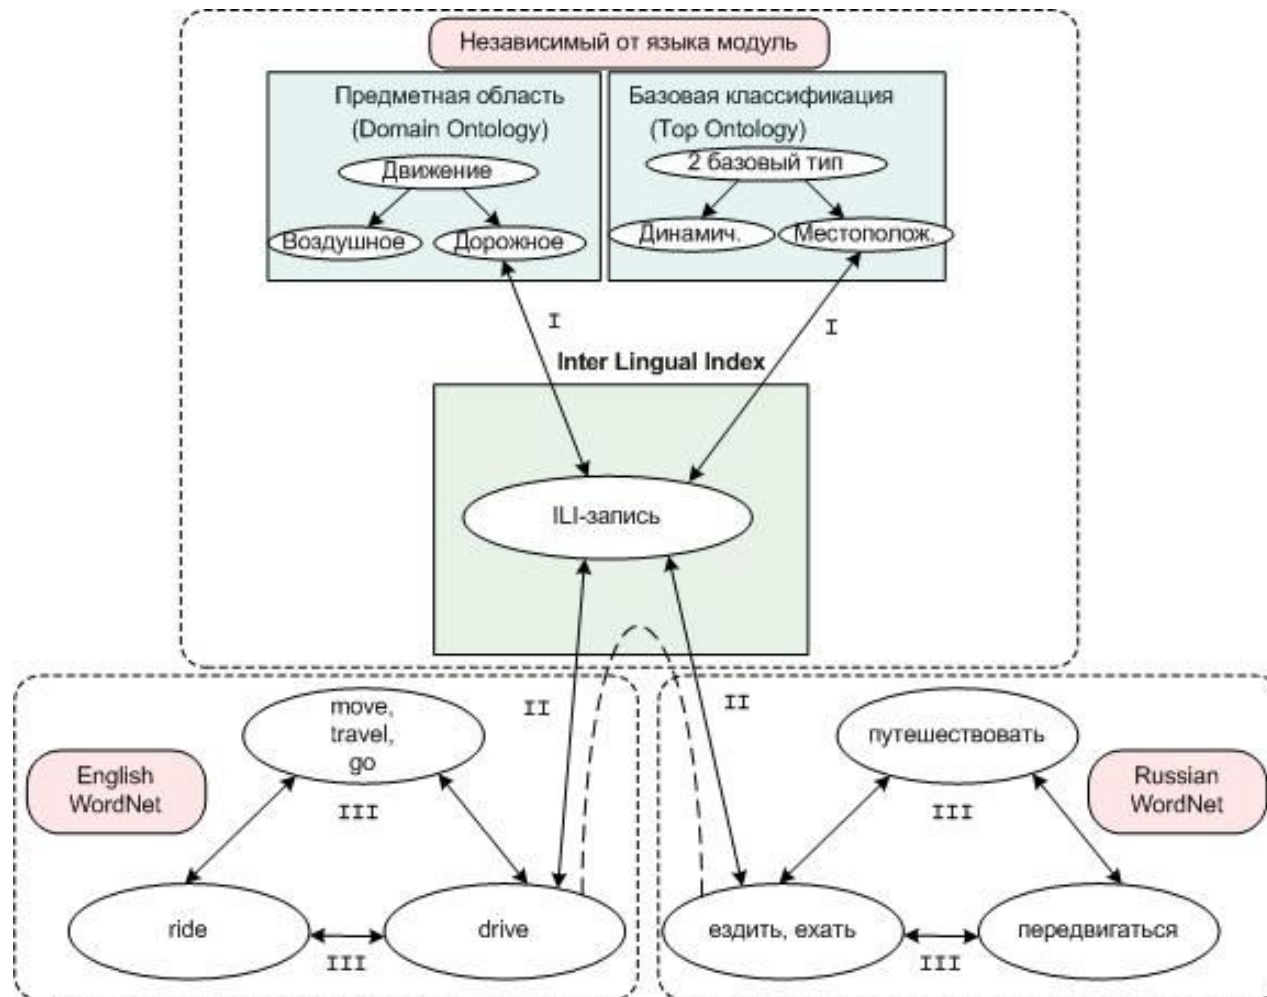 Независимый от языка модуль
Предметная область
(Domain Ontology)
Движение
Воздушное
Дорожное
Базовая классификация
(Top Ontology)
2 базовый тип
Динамич.
Местополож.
I
I
Inter Lingual Index
ILI-запись
II
II
English
WordNet
move,
travel,
go
III
ride
drive
III
Russian
WordNet
путешествовать
III
ездить, ехать
передвигаться
III